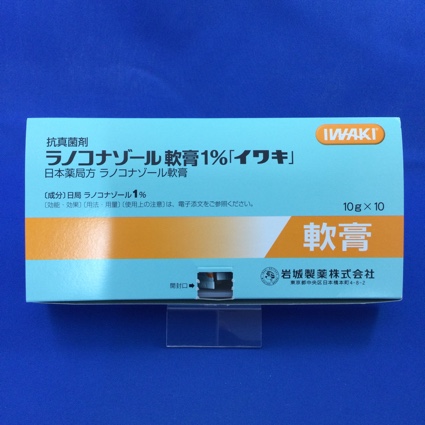 IWAKI
抗真菌剤
ラノコナゾール軟膏1%「イワキ」
日本薬局方 ラノコナゾール軟膏
(成分)日局 ラノコナゾール1%
(効能・効果)(用法・用量)(使用上の注意)は、電子添文をご参照ください。
10g×10
軟膏
開封口→
岩城製薬株式会社
東京都中央区日本橋本町4-8-2